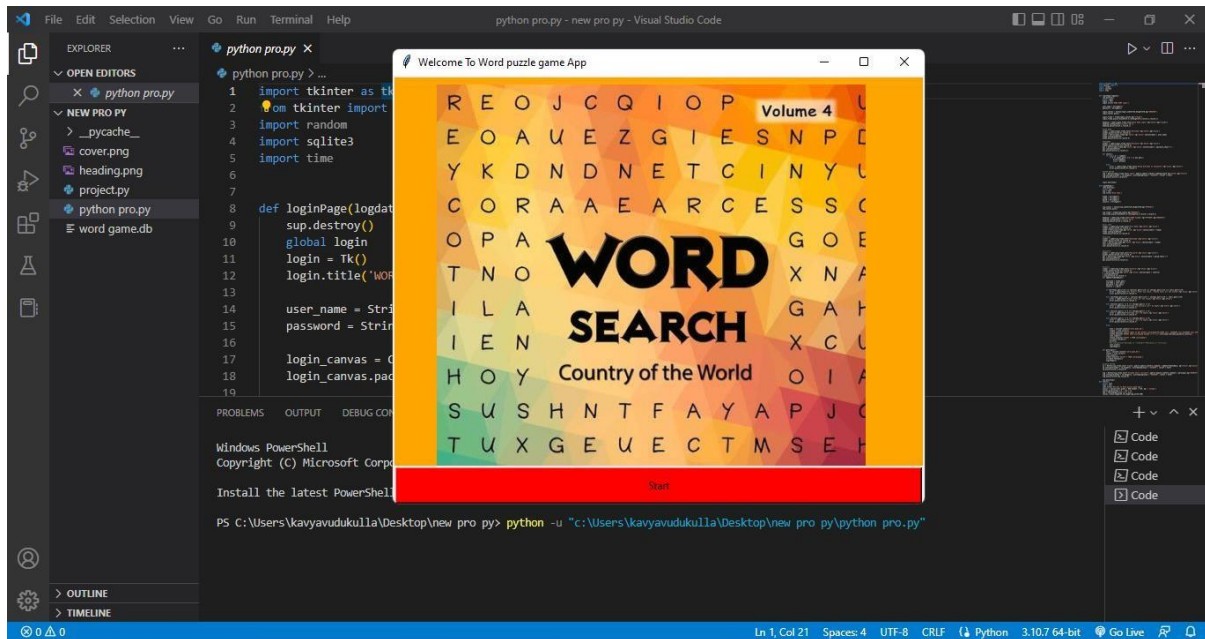 File Edit Selection View Go Run Terminal Help
python pro.py - new pro py - Visual Studio Code
EXPLORER
OPEN EDITORS
python pro.py
NEW PRO PY
__pycache__
cover.png
heading.png
project.py
python pro.py
word game.db
OUTLINE
TIMELINE
python pro.py
python pro.py > ...
1 import tkinter as tk
2 om tkinter import
3 import random
4 import sqlite3
5 import time
6
7
8 def loginPage(logdat
9 sup.destroy()
10 global login
11 login = Tk()
12 login.title('WOR
13
14 user_name = Stri
15 password = Strin
16
17 login_canvas = C
18 login_canvas.pac
19
Welcome To Word puzzle game App
R E O J C Q I O P
Volume 4
E O A U E Z G I E S N P
Y K D N D N E T C I N Y
C O R A A E A R C E S S
O P A G O
T N O X N
WORD
I L A G A
SEARCH
I E N X C
H O Y O I
Country of the World
S U S H N T F A Y A P J
T U X G E U E C T M S E
Start
PROBLEMS OUTPUT DEBUG CON
Windows PowerShell
Copyright (C) Microsoft Corpo
Install the latest PowerShell
PS C:\Users\kavyavudukulla\Desktop\new pro py> python -u "c:\Users\kavyavudukulla\Desktop\new pro py\python pro.py"
Code
Code
Code
Code
0 0
Ln 1, Col 21 Spaces: 4 UTF-8 CRLF Python 3.10.7 64-bit Go Live